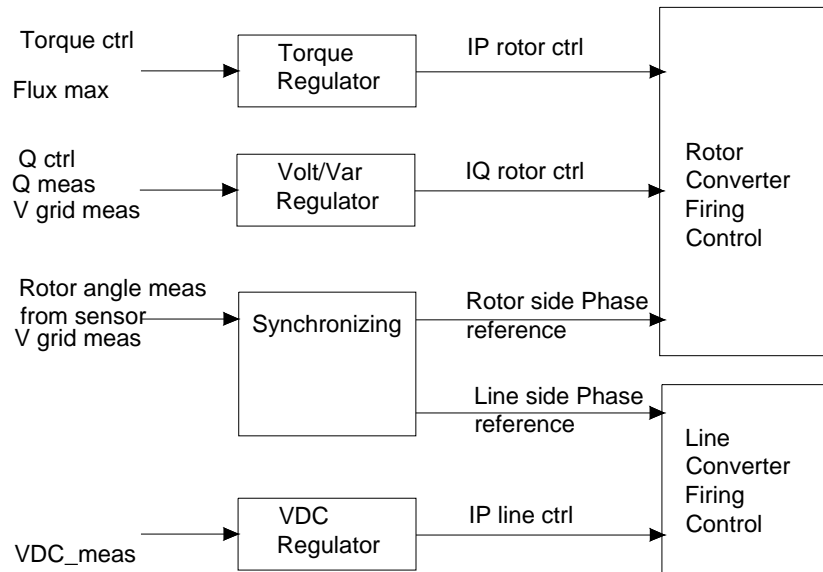 Torque ctrl
Flux max
Torque
Regulator
IP rotor ctrl
Q ctrl
Q meas
V grid meas
Volt/Var
Regulator
IQ rotor ctrl
Rotor
Converter
Firing
Control
Rotor angle meas
from sensor
V grid meas
Synchronizing
Rotor side Phase
reference
Line side Phase
reference
Line
Converter
Firing
Control
VDC_meas
VDC
Regulator
IP line ctrl